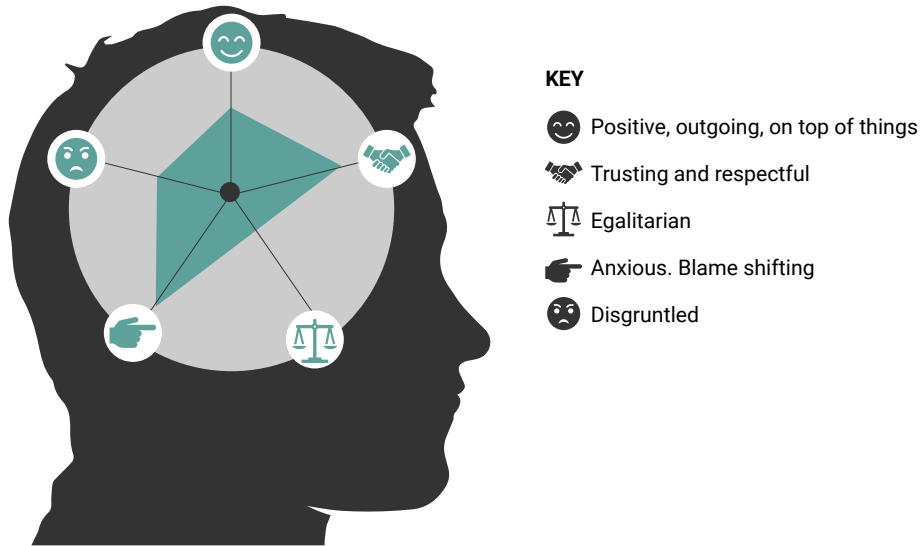 KEY
Positive, outgoing, on top of things
Trusting and respectful
Egalitarian
Anxious. Blame shifting
Disgruntled